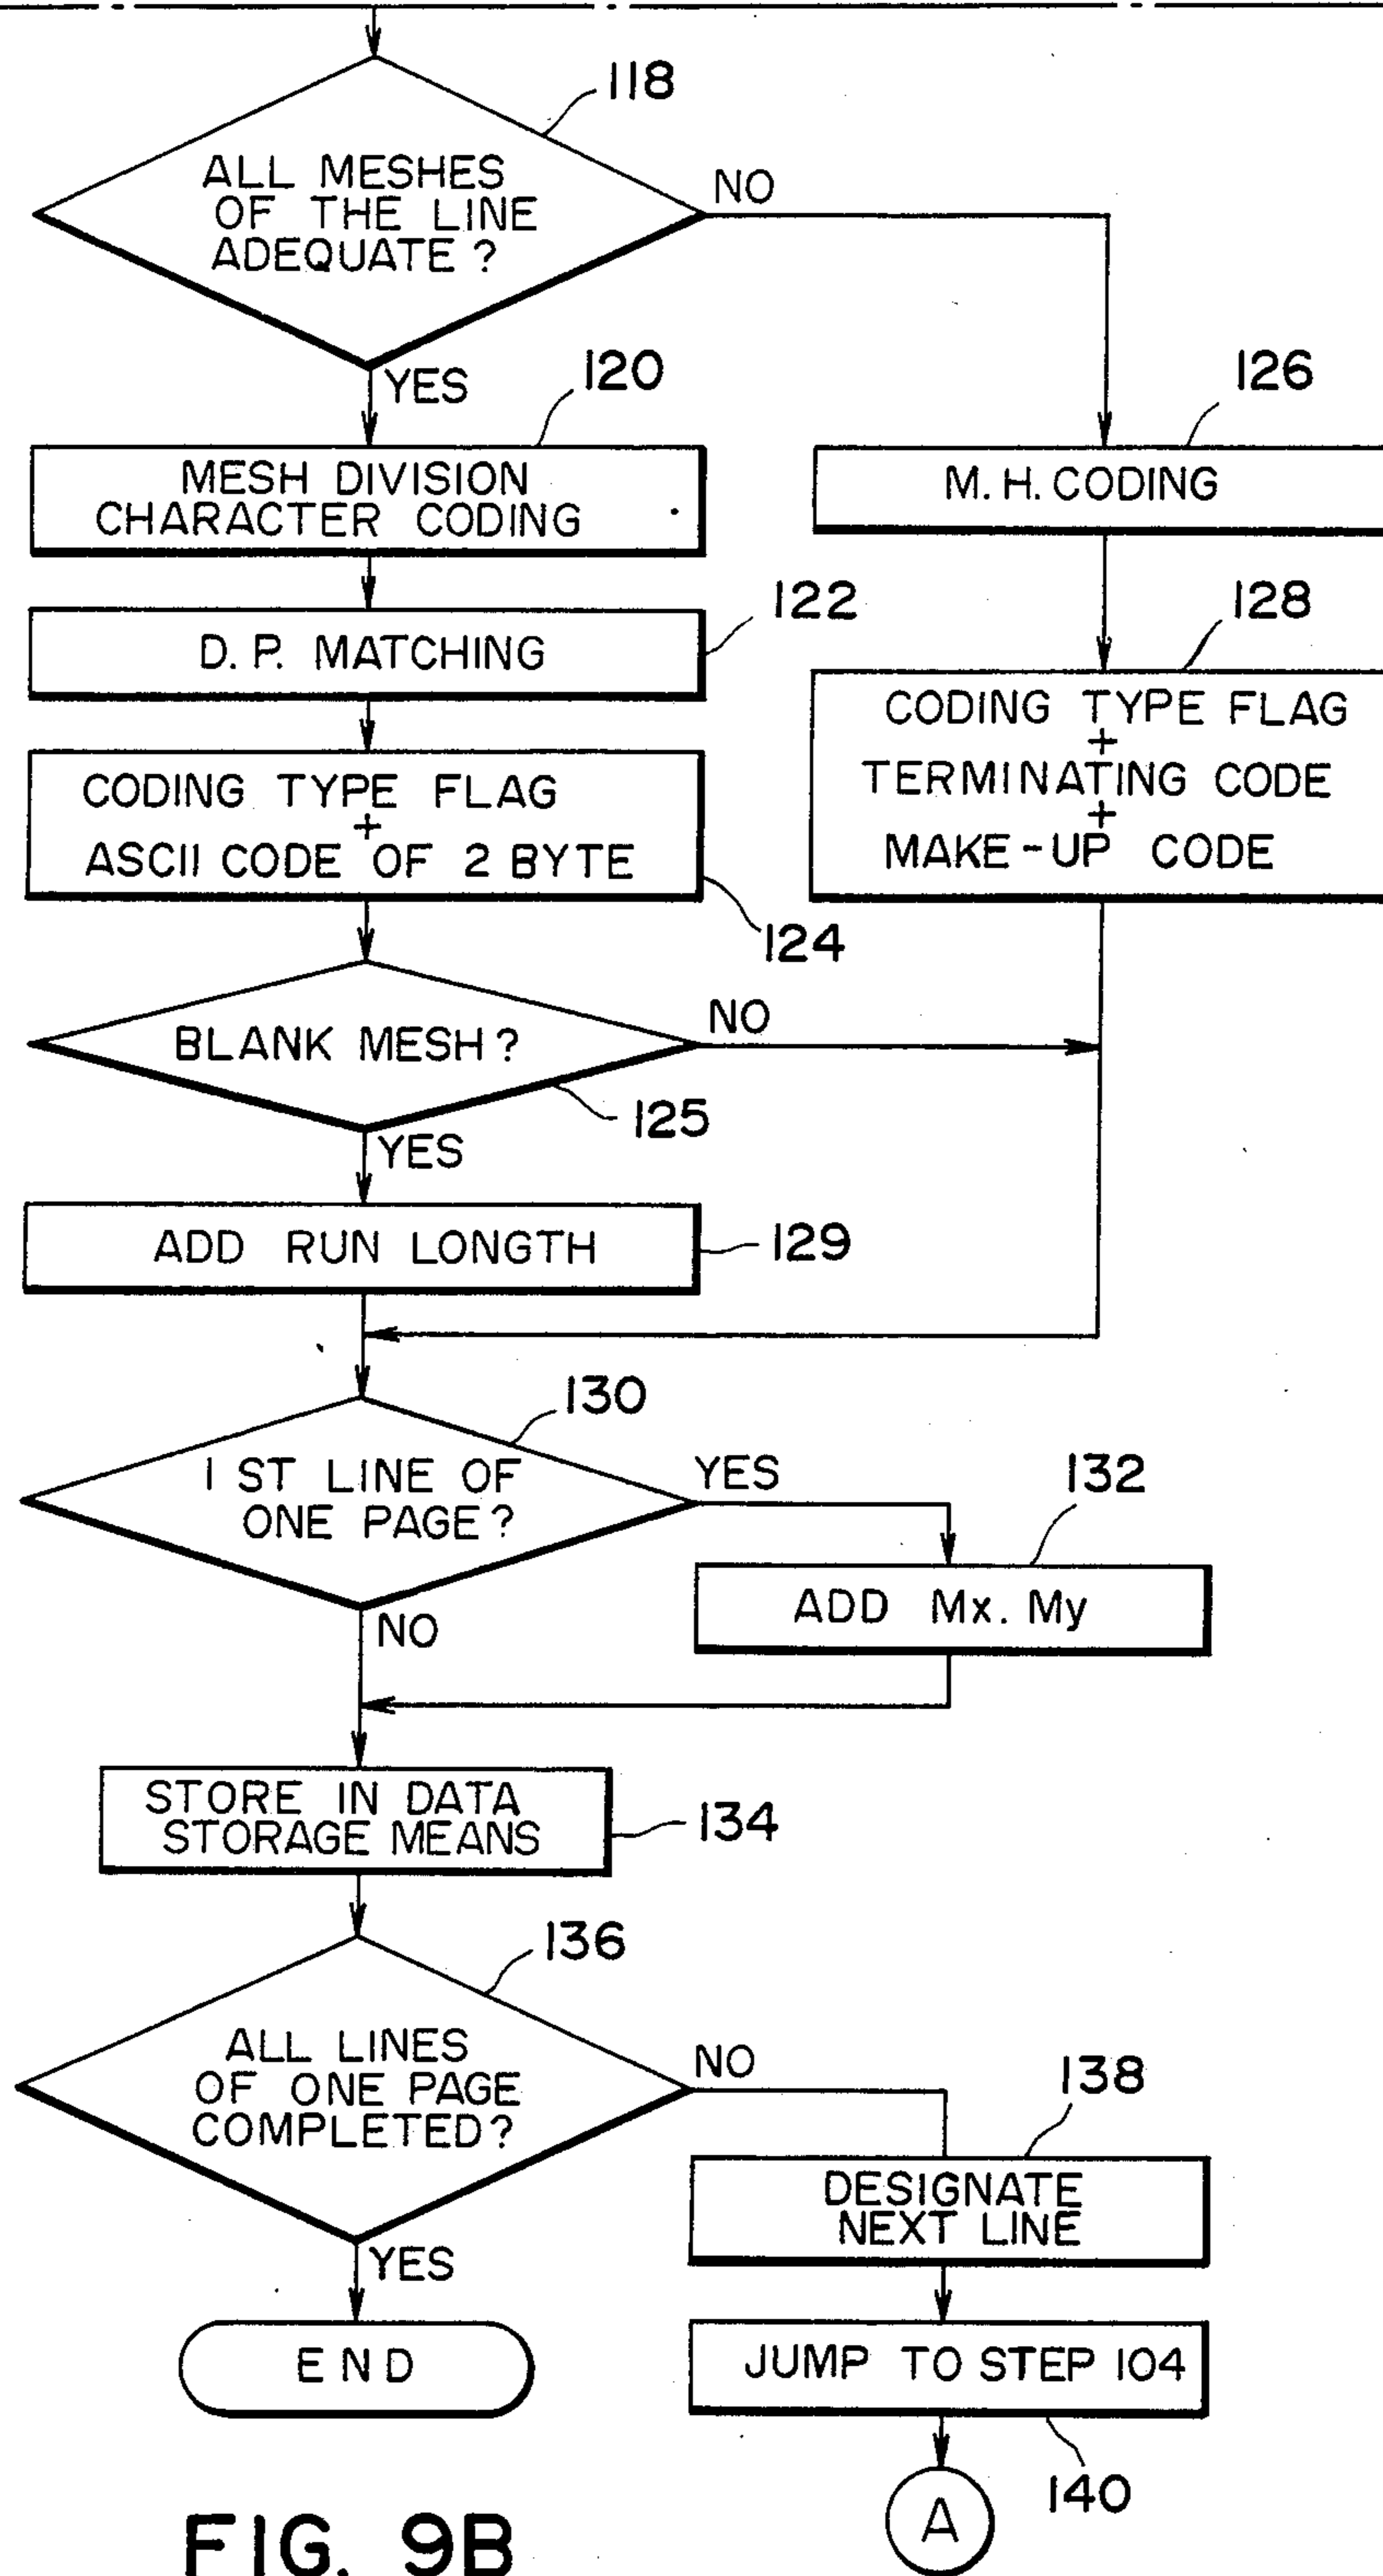 118
ALL MESHES
OF THE LINE
ADEQUATE ?
NO
YES
120
126
MESH DIVISION
CHARACTER CODING
M. H. CODING
122
128
D. P. MATCHING
CODING TYPE FLAG
+
TERMINATING CODE
+
MAKE-UP CODE
CODING TYPE FLAG
+
ASCII CODE OF 2 BYTE
124
BLANK MESH ?
NO
125
YES
ADD RUN LONGTH
129
130
1 ST LINE OF
ONE PAGE ?
YES
132
ADD Mx. My
NO
STORE IN DATA
STORAGE MEANS
134
136
ALL LINES
OF ONE PAGE
COMPLETED ?
NO
138
DESIGNATE
NEXT LINE
YES
END
JUMP TO STEP 104
140
A
FIG. 9B